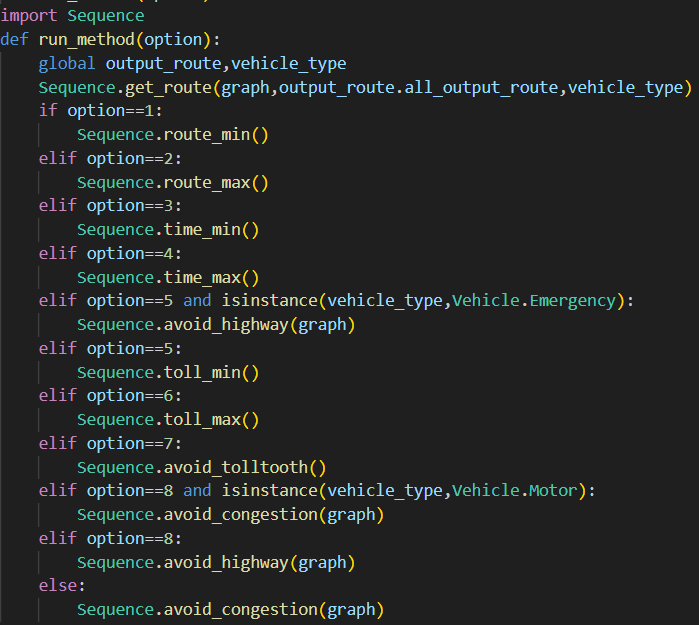 import Sequence
def run_method(option):
    global output_route,vehicle_type
    Sequence.get_route(graph,output_route.all_output_route,vehicle_type)
    if option==1:
        Sequence.route_min()
    elif option==2:
        Sequence.route_max()
    elif option==3:
        Sequence.time_min()
    elif option==4:
        Sequence.time_max()
    elif option==5 and isinstance(vehicle_type,Vehicle.Emergency):
        Sequence.avoid_highway(graph)
    elif option==5:
        Sequence.toll_min()
    elif option==6:
        Sequence.toll_max()
    elif option==7:
        Sequence.avoid_tolltooth()
    elif option==8 and isinstance(vehicle_type,Vehicle.Motor):
        Sequence.avoid_congestion(graph)
    elif option==8:
        Sequence.avoid_highway(graph)
    else:
        Sequence.avoid_congestion(graph)